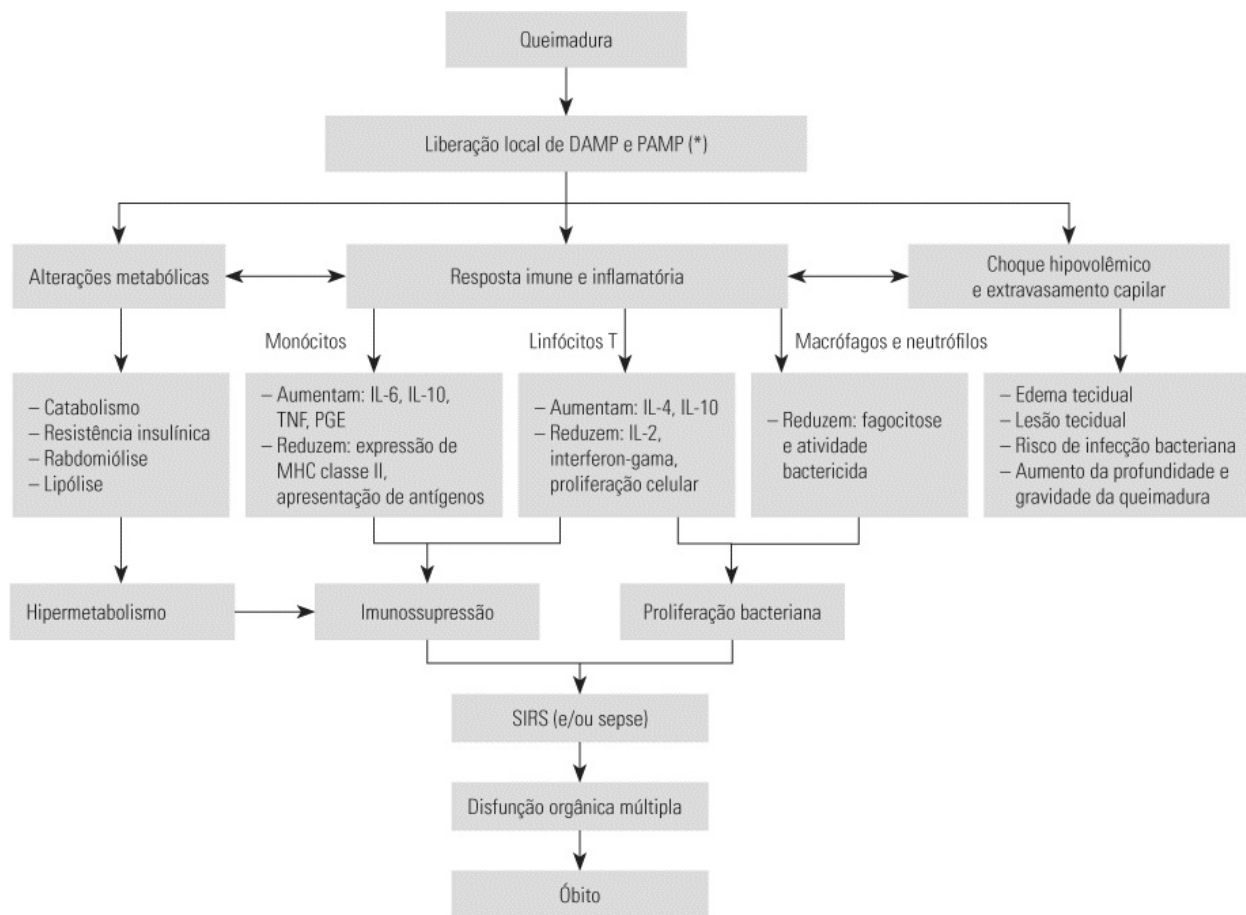 Queimadura
Liberação local de DAMP e PAMP (*)
Alterações metabólicas
Resposta imune e inflamatória
Choque hipovolêmico
e extravasamento capilar
Monócitos
Linfócitos T
Macrófagos e neutrófilos
– Catabolismo
– Resistência insulínica
– Rabdomiólise
– Lipólise
– Aumentam: IL-6, IL-10,
TNF, PGE
– Reduzem: expressão de
MHC classe II,
apresentação de antígenos
– Aumentam: IL-4, IL-10
– Reduzem: IL-2,
interferon-gama,
proliferação celular
– Reduzem: fagocitose
e atividade
bactericida
– Edema tecidual
– Lesão tecidual
– Risco de infecção bacteriana
– Aumento da profundidade e
gravidade da queimadura
Hipermetabolismo
Imunossupressão
Proliferação bacteriana
SIRS (e/ou sepse)
Disfunção orgânica múltipla
Óbito